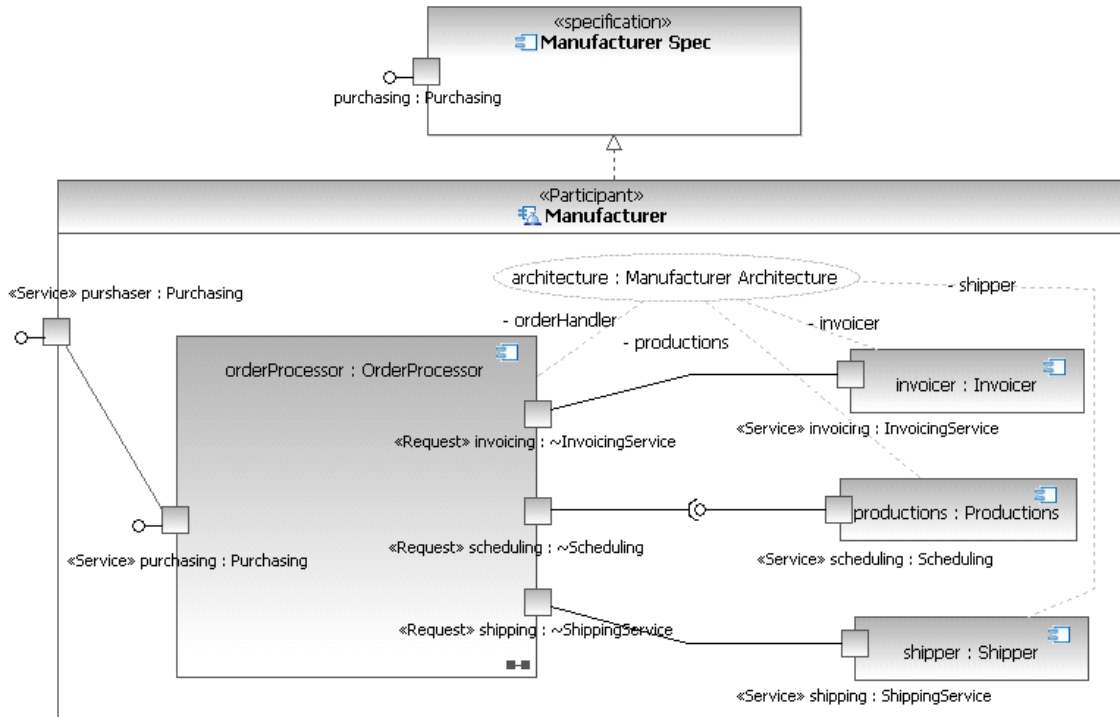 «specification»
Manufacturer Spec
purchasing : Purchasing
«Participant»
Manufacturer
architecture : Manufacturer Architecture
- shipper
«Service» purshaser : Purchasing
- orderHandler
- invoicer
- productions
orderProcessor : OrderProcessor
invoicer : Invoicer
«Request» invoicing : ~InvoicingService
«Service» invoicing : InvoicingService
productions : Productions
«Request» scheduling : ~Scheduling
«Service» scheduling : Scheduling
«Service» purchasing : Purchasing
«Request» shipping : ~ShippingService
shipper : Shipper
«Service» shipping : ShippingService